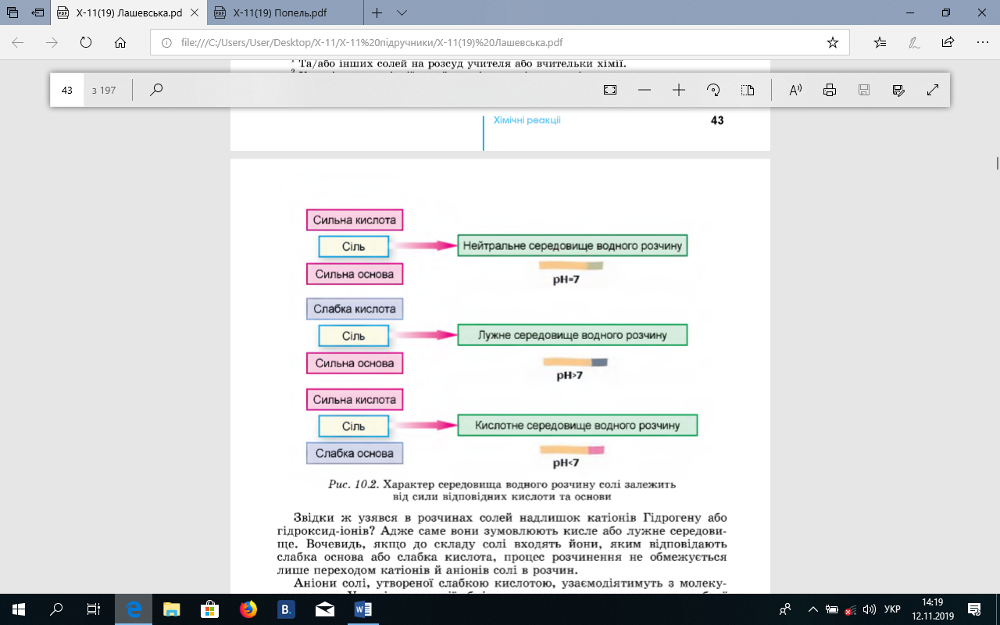 X-11(19) Лашевська.pd
X-11(19) Попель.pdf
file:///C:/Users/User/Desktop/X-11/X-11%20підручники/X-11(19)%20Лашевська.pdf
Та/або інших солей на розсуд учителя або вчительки хімії.
43 з 197
Хімічні реакції 43
Сильна кислота
Сіль
Нейтральне середовище водного розчину
Сильна основа
pH=7
Слабка кислота
Сіль
Лужне середовище водного розчину
Сильна основа
pH>7
Сильна кислота
Сіль
Кислотне середовище водного розчину
Слабка основа
pH<7
Рис. 10.2. Характер середовища водного розчину солі залежить
від сили відповідних кислоти та основи
Звідки ж узявся в розчинах солей надлишок катіонів Гідрогену або
гідроксид-іонів? Адже саме вони зумовлюють кисле або лужне середови-
ще. Вочевидь, якщо до складу солі входять йони, яким відповідають
слабка основа або слабка кислота, процес розчинення не обмежується
лише переходом катіонів й аніонів солі в розчин.
Аніони солі, утвореної слабкою кислотою, узаємодіятимуть з молеку-
14:19
УКР
12.11.2019